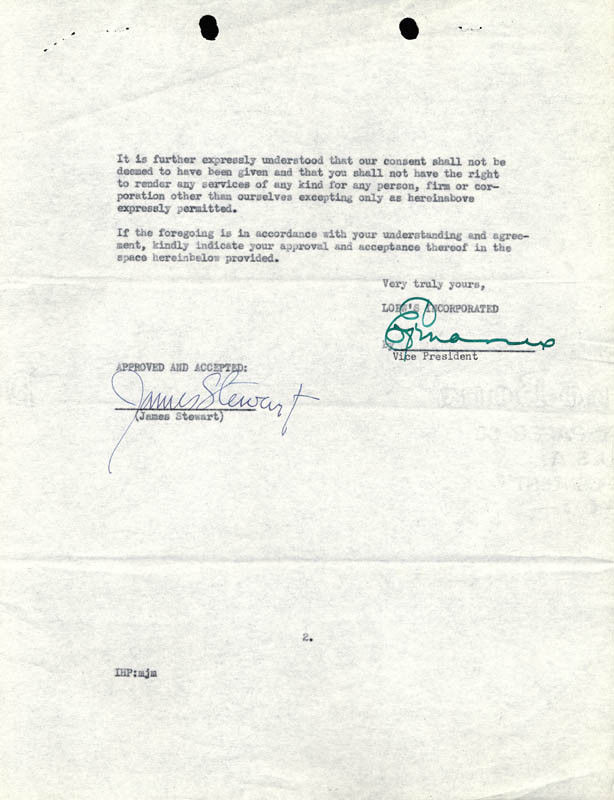 It is further expressly understood that our consent shall not be
deemed to have been given and that you shall not have the right
to render any services of any kind for any person, firm or cor-
poration other than ourselves excepting only as hereinabove
expressly permitted.
If the foregoing is in accordance with your understanding and agree-
ment, kindly indicate your approval and acceptance thereof in the
space hereinbelow provided.
Very truly yours,
LOEW'S INCORPORATED
Vice President
APPROVED AND ACCEPTED:
James Stewart
(James Stewart)
2.
IHP:mjm